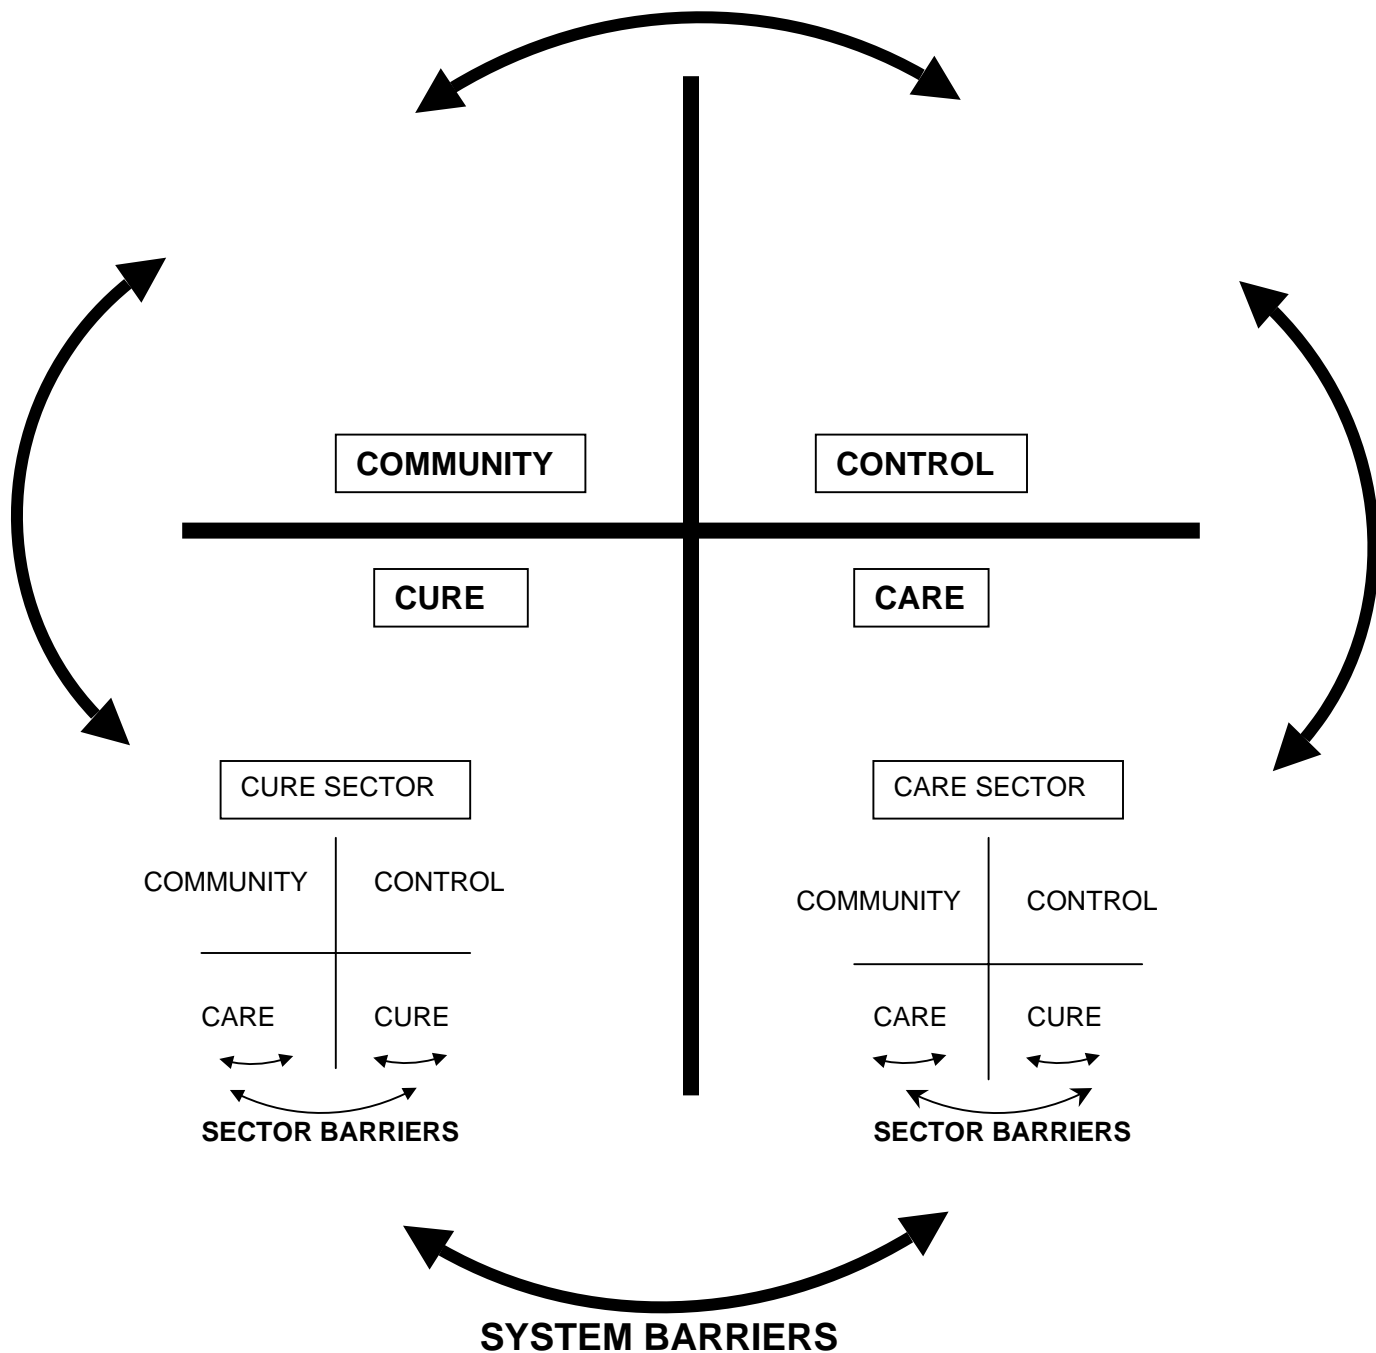 COMMUNITY
CONTROL
CURE
CARE
CURE SECTOR
COMMUNITY
CONTROL
CARE
CURE
SECTOR BARRIERS
CARE SECTOR
COMMUNITY
CONTROL
CARE
CURE
SECTOR BARRIERS
SYSTEM BARRIERS